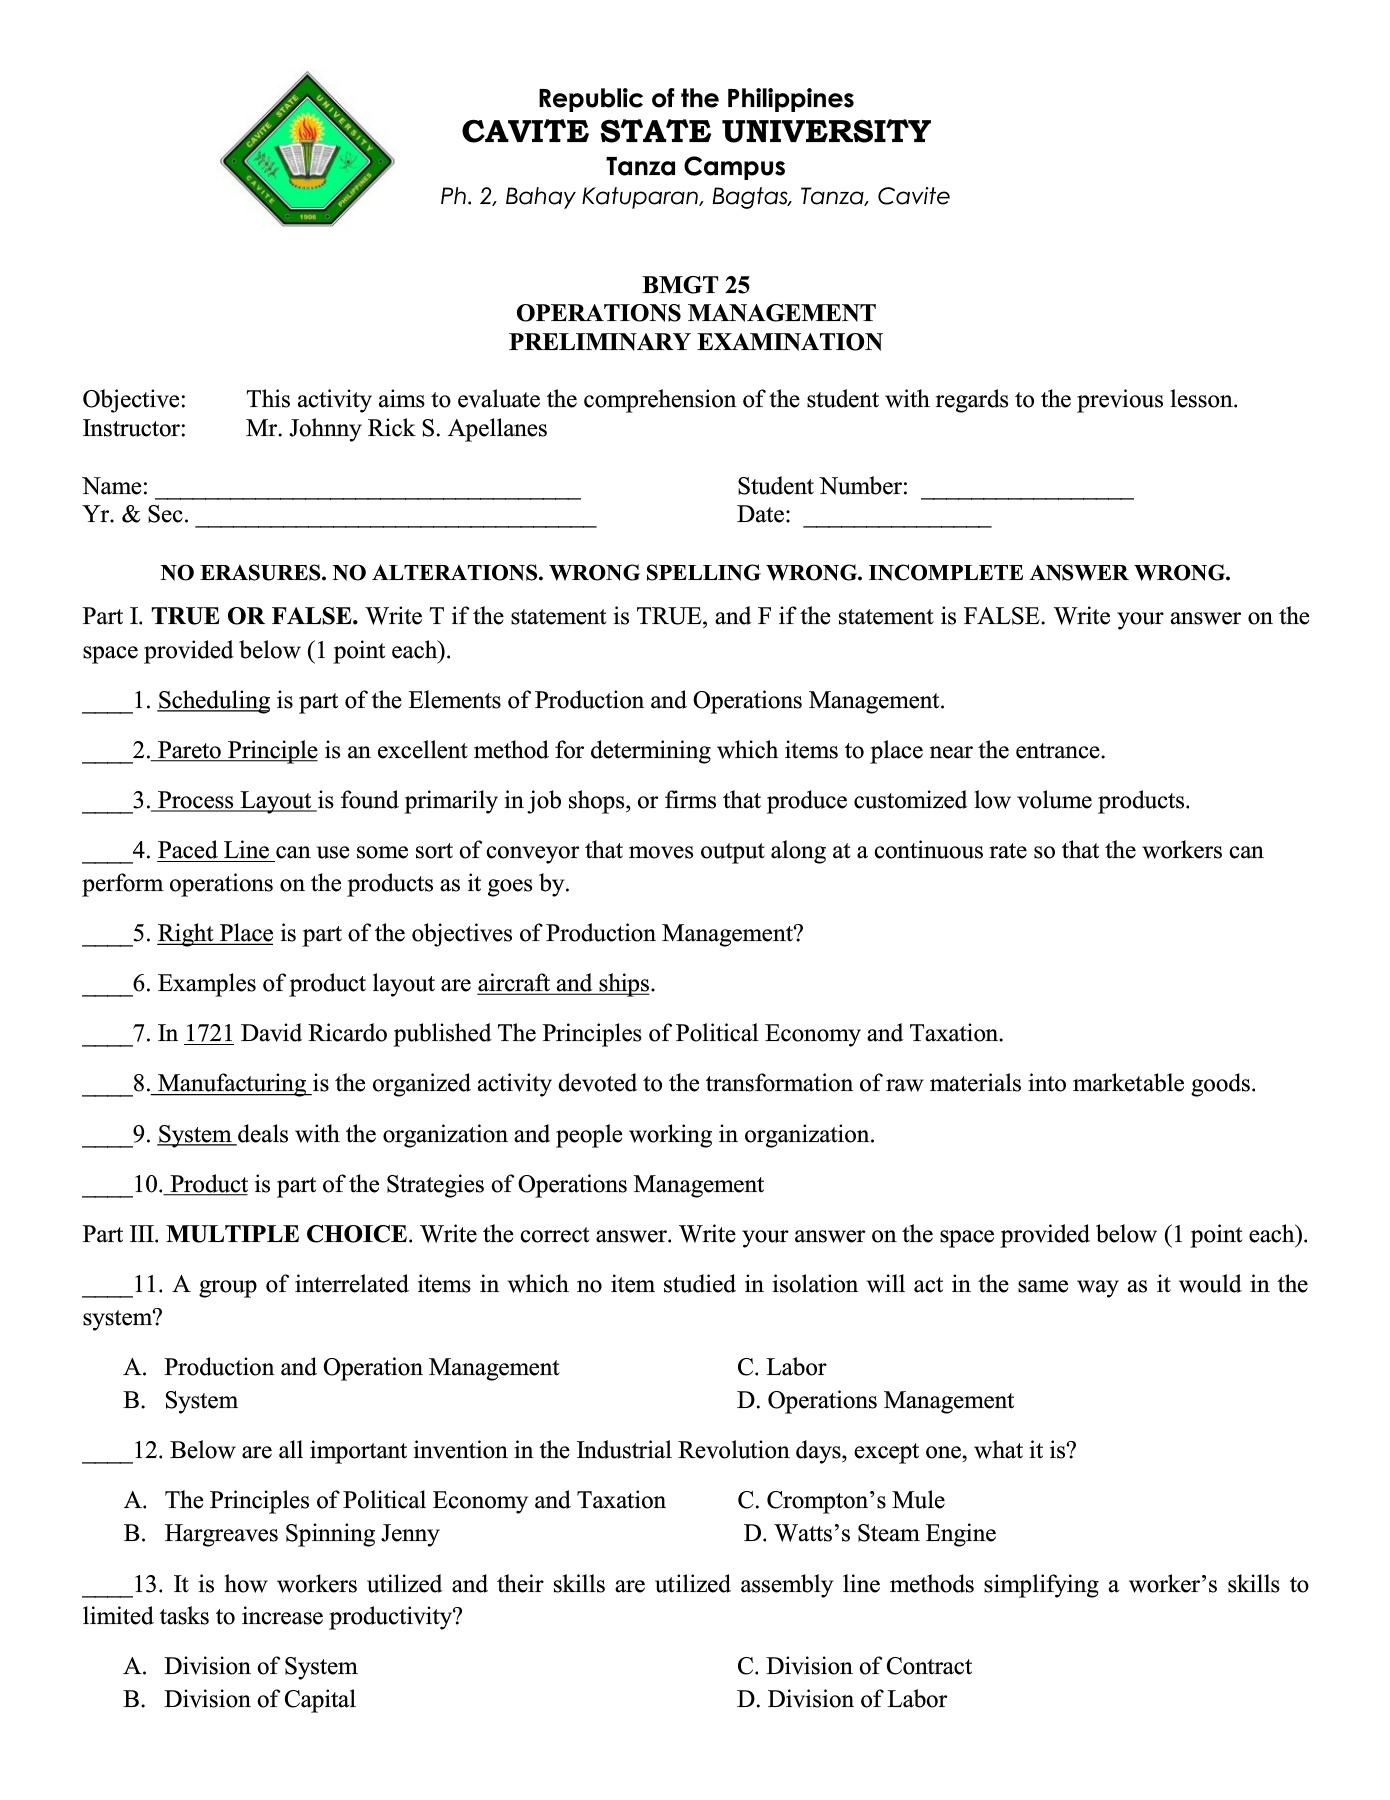 CAVITE STATE UNIVERSITY
CAVITE PHILIPPINES
1906
Republic of the Philippines
CAVITE STATE UNIVERSITY
Tanza Campus
Ph. 2, Bahay Katuparan, Bagtas, Tanza, Cavite
BMGT 25
OPERATIONS MANAGEMENT
PRELIMINARY EXAMINATION
Objective: This activity aims to evaluate the comprehension of the student with regards to the previous lesson.
Instructor: Mr. Johnny Rick S. Apellanes
Name: __________________________________ Student Number: _________________
Yr. & Sec. ________________________________ Date: _______________
NO ERASURES. NO ALTERATIONS. WRONG SPELLING WRONG. INCOMPLETE ANSWER WRONG.
Part I. TRUE OR FALSE. Write T if the statement is TRUE, and F if the statement is FALSE. Write your answer on the
space provided below (1 point each).
____1. Scheduling is part of the Elements of Production and Operations Management.
____2. Pareto Principle is an excellent method for determining which items to place near the entrance.
____3. Process Layout is found primarily in job shops, or firms that produce customized low volume products.
____4. Paced Line can use some sort of conveyor that moves output along at a continuous rate so that the workers can
perform operations on the products as it goes by.
____5. Right Place is part of the objectives of Production Management?
____6. Examples of product layout are aircraft and ships.
____7. In 1721 David Ricardo published The Principles of Political Economy and Taxation.
____8. Manufacturing is the organized activity devoted to the transformation of raw materials into marketable goods.
____9. System deals with the organization and people working in organization.
____10. Product is part of the Strategies of Operations Management
Part III. MULTIPLE CHOICE. Write the correct answer. Write your answer on the space provided below (1 point each).
____11. A group of interrelated items in which no item studied in isolation will act in the same way as it would in the
system?
A. Production and Operation Management C. Labor
B. System D. Operations Management
____12. Below are all important invention in the Industrial Revolution days, except one, what it is?
A. The Principles of Political Economy and Taxation C. Crompton’s Mule
B. Hargreaves Spinning Jenny D. Watts’s Steam Engine
____13. It is how workers utilized and their skills are utilized assembly line methods simplifying a worker’s skills to
limited tasks to increase productivity?
A. Division of System C. Division of Contract
B. Division of Capital D. Division of Labor